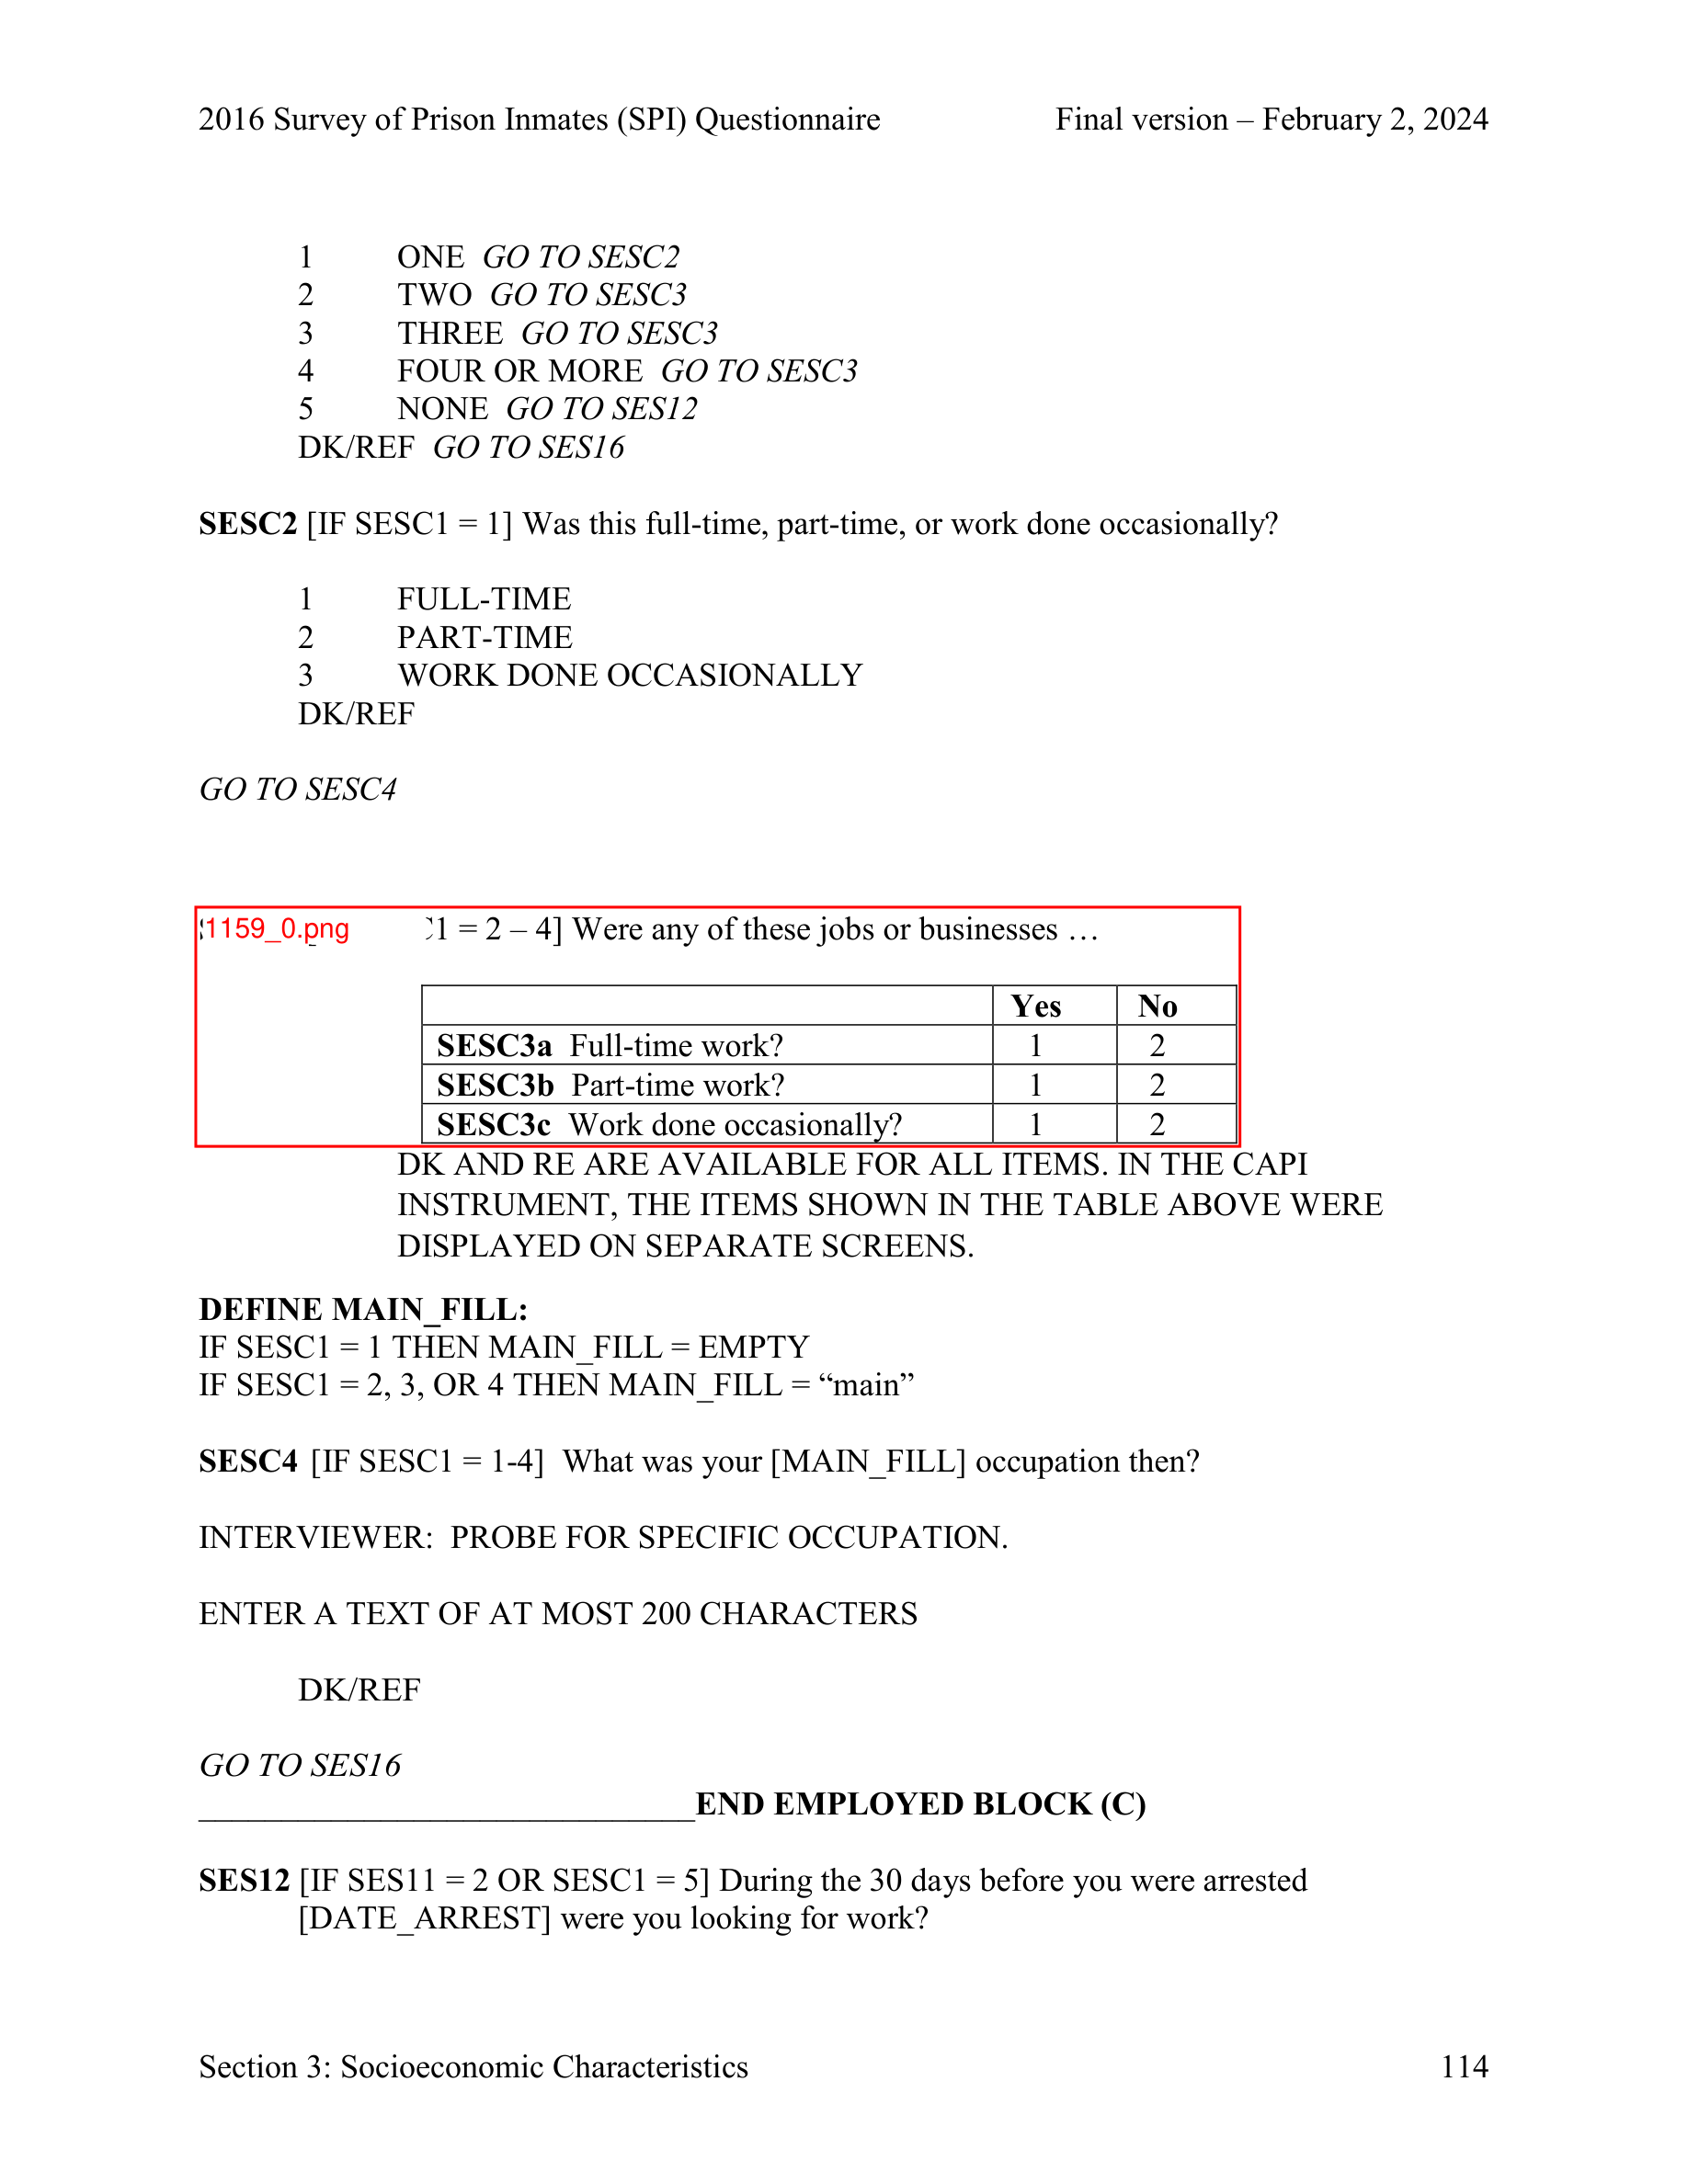 2016 Survey of Prison Inmates (SPI) Questionnaire Final version – February 2, 2024
1 ONE GO TO SESC2
2 TWO GO TO SESC3
3 THREE GO TO SESC3
4 FOUR OR MORE GO TO SESC3
5 NONE GO TO SES12
DK/REF GO TO SES16
SESC2 [IF SESC1 = 1] Was this full-time, part-time, or work done occasionally?
1 FULL-TIME
2 PART-TIME
3 WORK DONE OCCASIONALLY
DK/REF
GO TO SESC4
1159_0.png 1 = 2 – 4] Were any of these jobs or businesses …
Yes No
SESC3a Full-time work? 1 2
SESC3b Part-time work? 1 2
SESC3c Work done occasionally? 1 2
DK AND RE ARE AVAILABLE FOR ALL ITEMS. IN THE CAPI
INSTRUMENT, THE ITEMS SHOWN IN THE TABLE ABOVE WERE
DISPLAYED ON SEPARATE SCREENS.
DEFINE MAIN_FILL:
IF SESC1 = 1 THEN MAIN_FILL = EMPTY
IF SESC1 = 2, 3, OR 4 THEN MAIN_FILL = “main”
SESC4 [IF SESC1 = 1-4] What was your [MAIN_FILL] occupation then?
INTERVIEWER: PROBE FOR SPECIFIC OCCUPATION.
ENTER A TEXT OF AT MOST 200 CHARACTERS
DK/REF
GO TO SES16
______________________________END EMPLOYED BLOCK (C)
SES12 [IF SES11 = 2 OR SESC1 = 5] During the 30 days before you were arrested
[DATE_ARREST] were you looking for work?
Section 3: Socioeconomic Characteristics 114